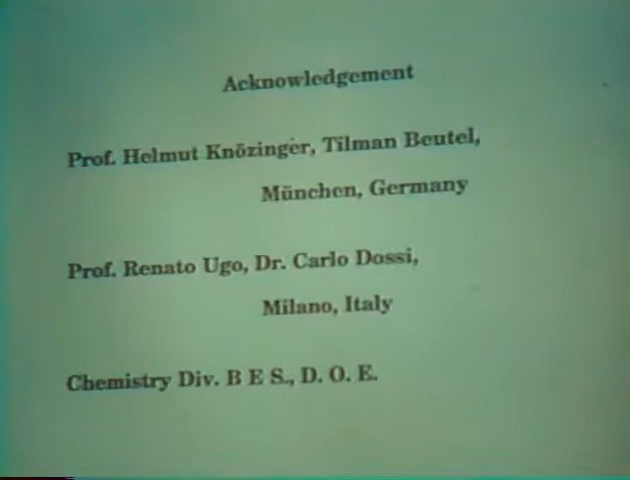 Acknowledgement
Prof. Helmut Knözinger, Tilman Beutel,
München, Germany
Prof. Renato Ugo, Dr. Carlo Dossi,
Milano, Italy
Chemistry Div. B E S., D. O. E.